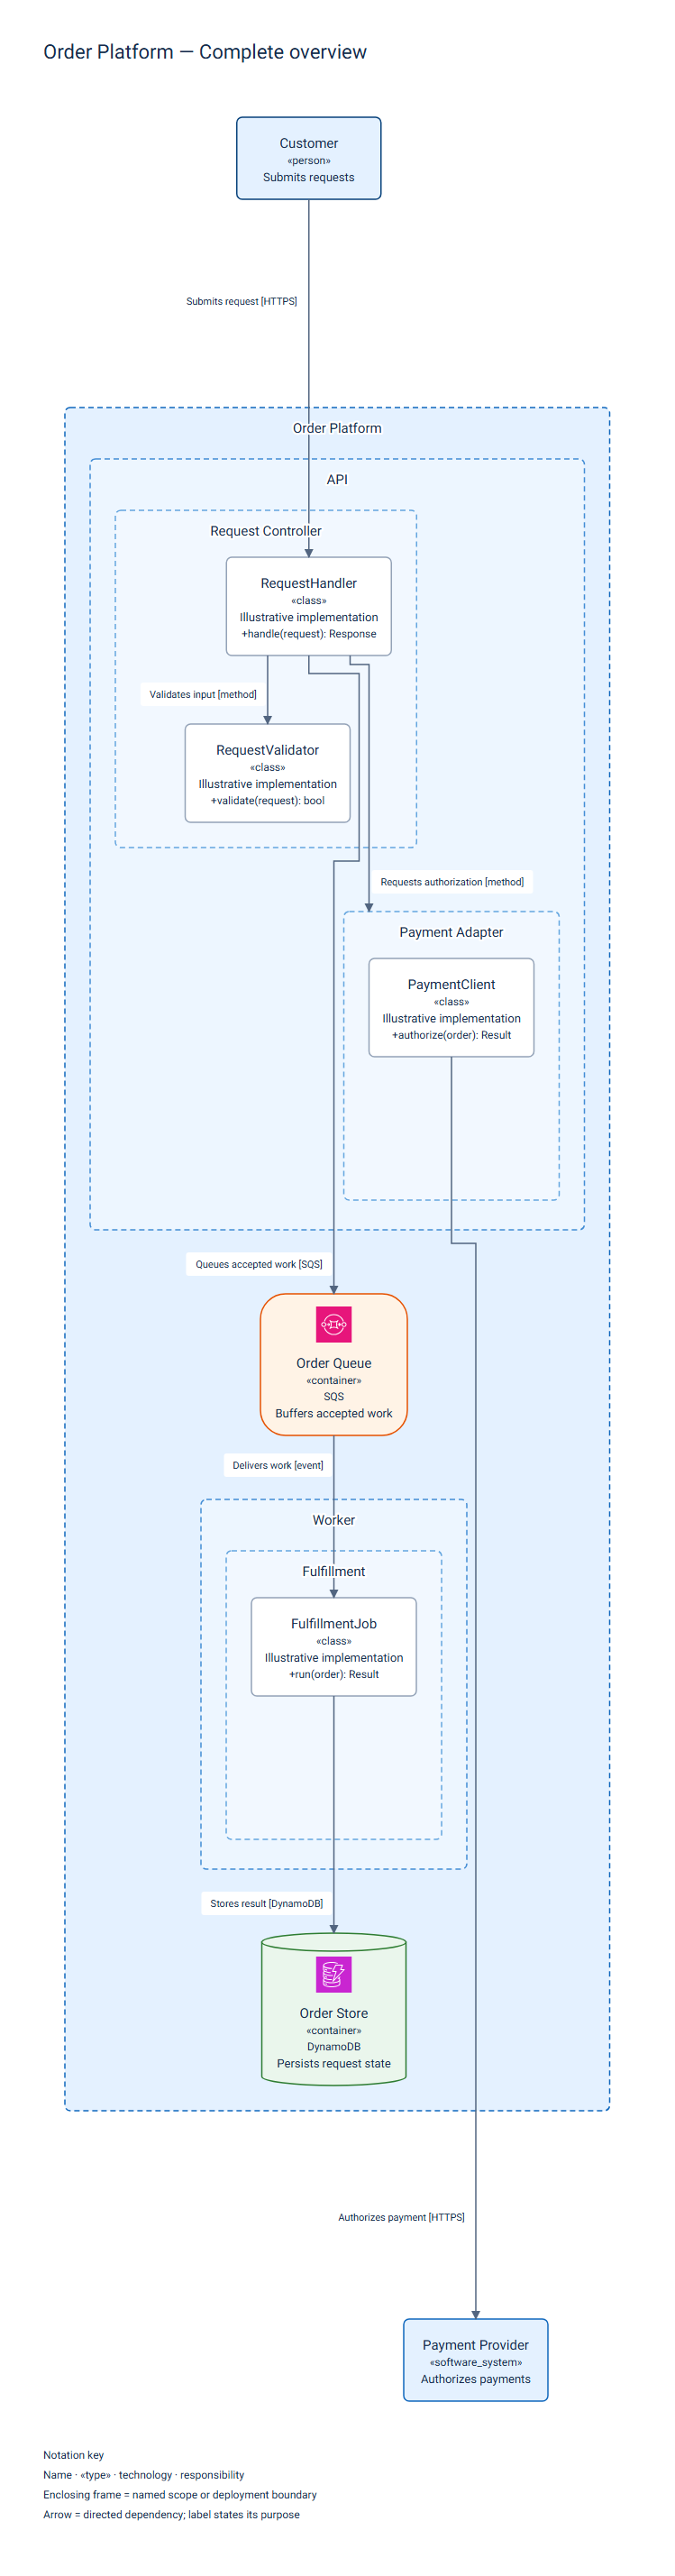 Order Platform — Complete overview
Customer
«person»
Submits requests
Submits request [HTTPS]
Order Platform
API
Request Controller
RequestHandler
«class»
Illustrative implementation
+handle(request): Response
Validates input [method]
RequestValidator
«class»
Illustrative implementation
+validate(request): bool
Requests authorization [method]
Payment Adapter
PaymentClient
«class»
Illustrative implementation
+authorize(order): Result
Queues accepted work [SQS]
Order Queue
«container»
SQS
Buffers accepted work
Delivers work [event]
Worker
Fulfillment
FulfillmentJob
«class»
Illustrative implementation
+run(order): Result
Stores result [DynamoDB]
Order Store
«container»
DynamoDB
Persists request state
Authorizes payment [HTTPS]
Payment Provider
«software_system»
Authorizes payments
Notation key
Name · «type» · technology · responsibility
Enclosing frame = named scope or deployment boundary
Arrow = directed dependency; label states its purpose